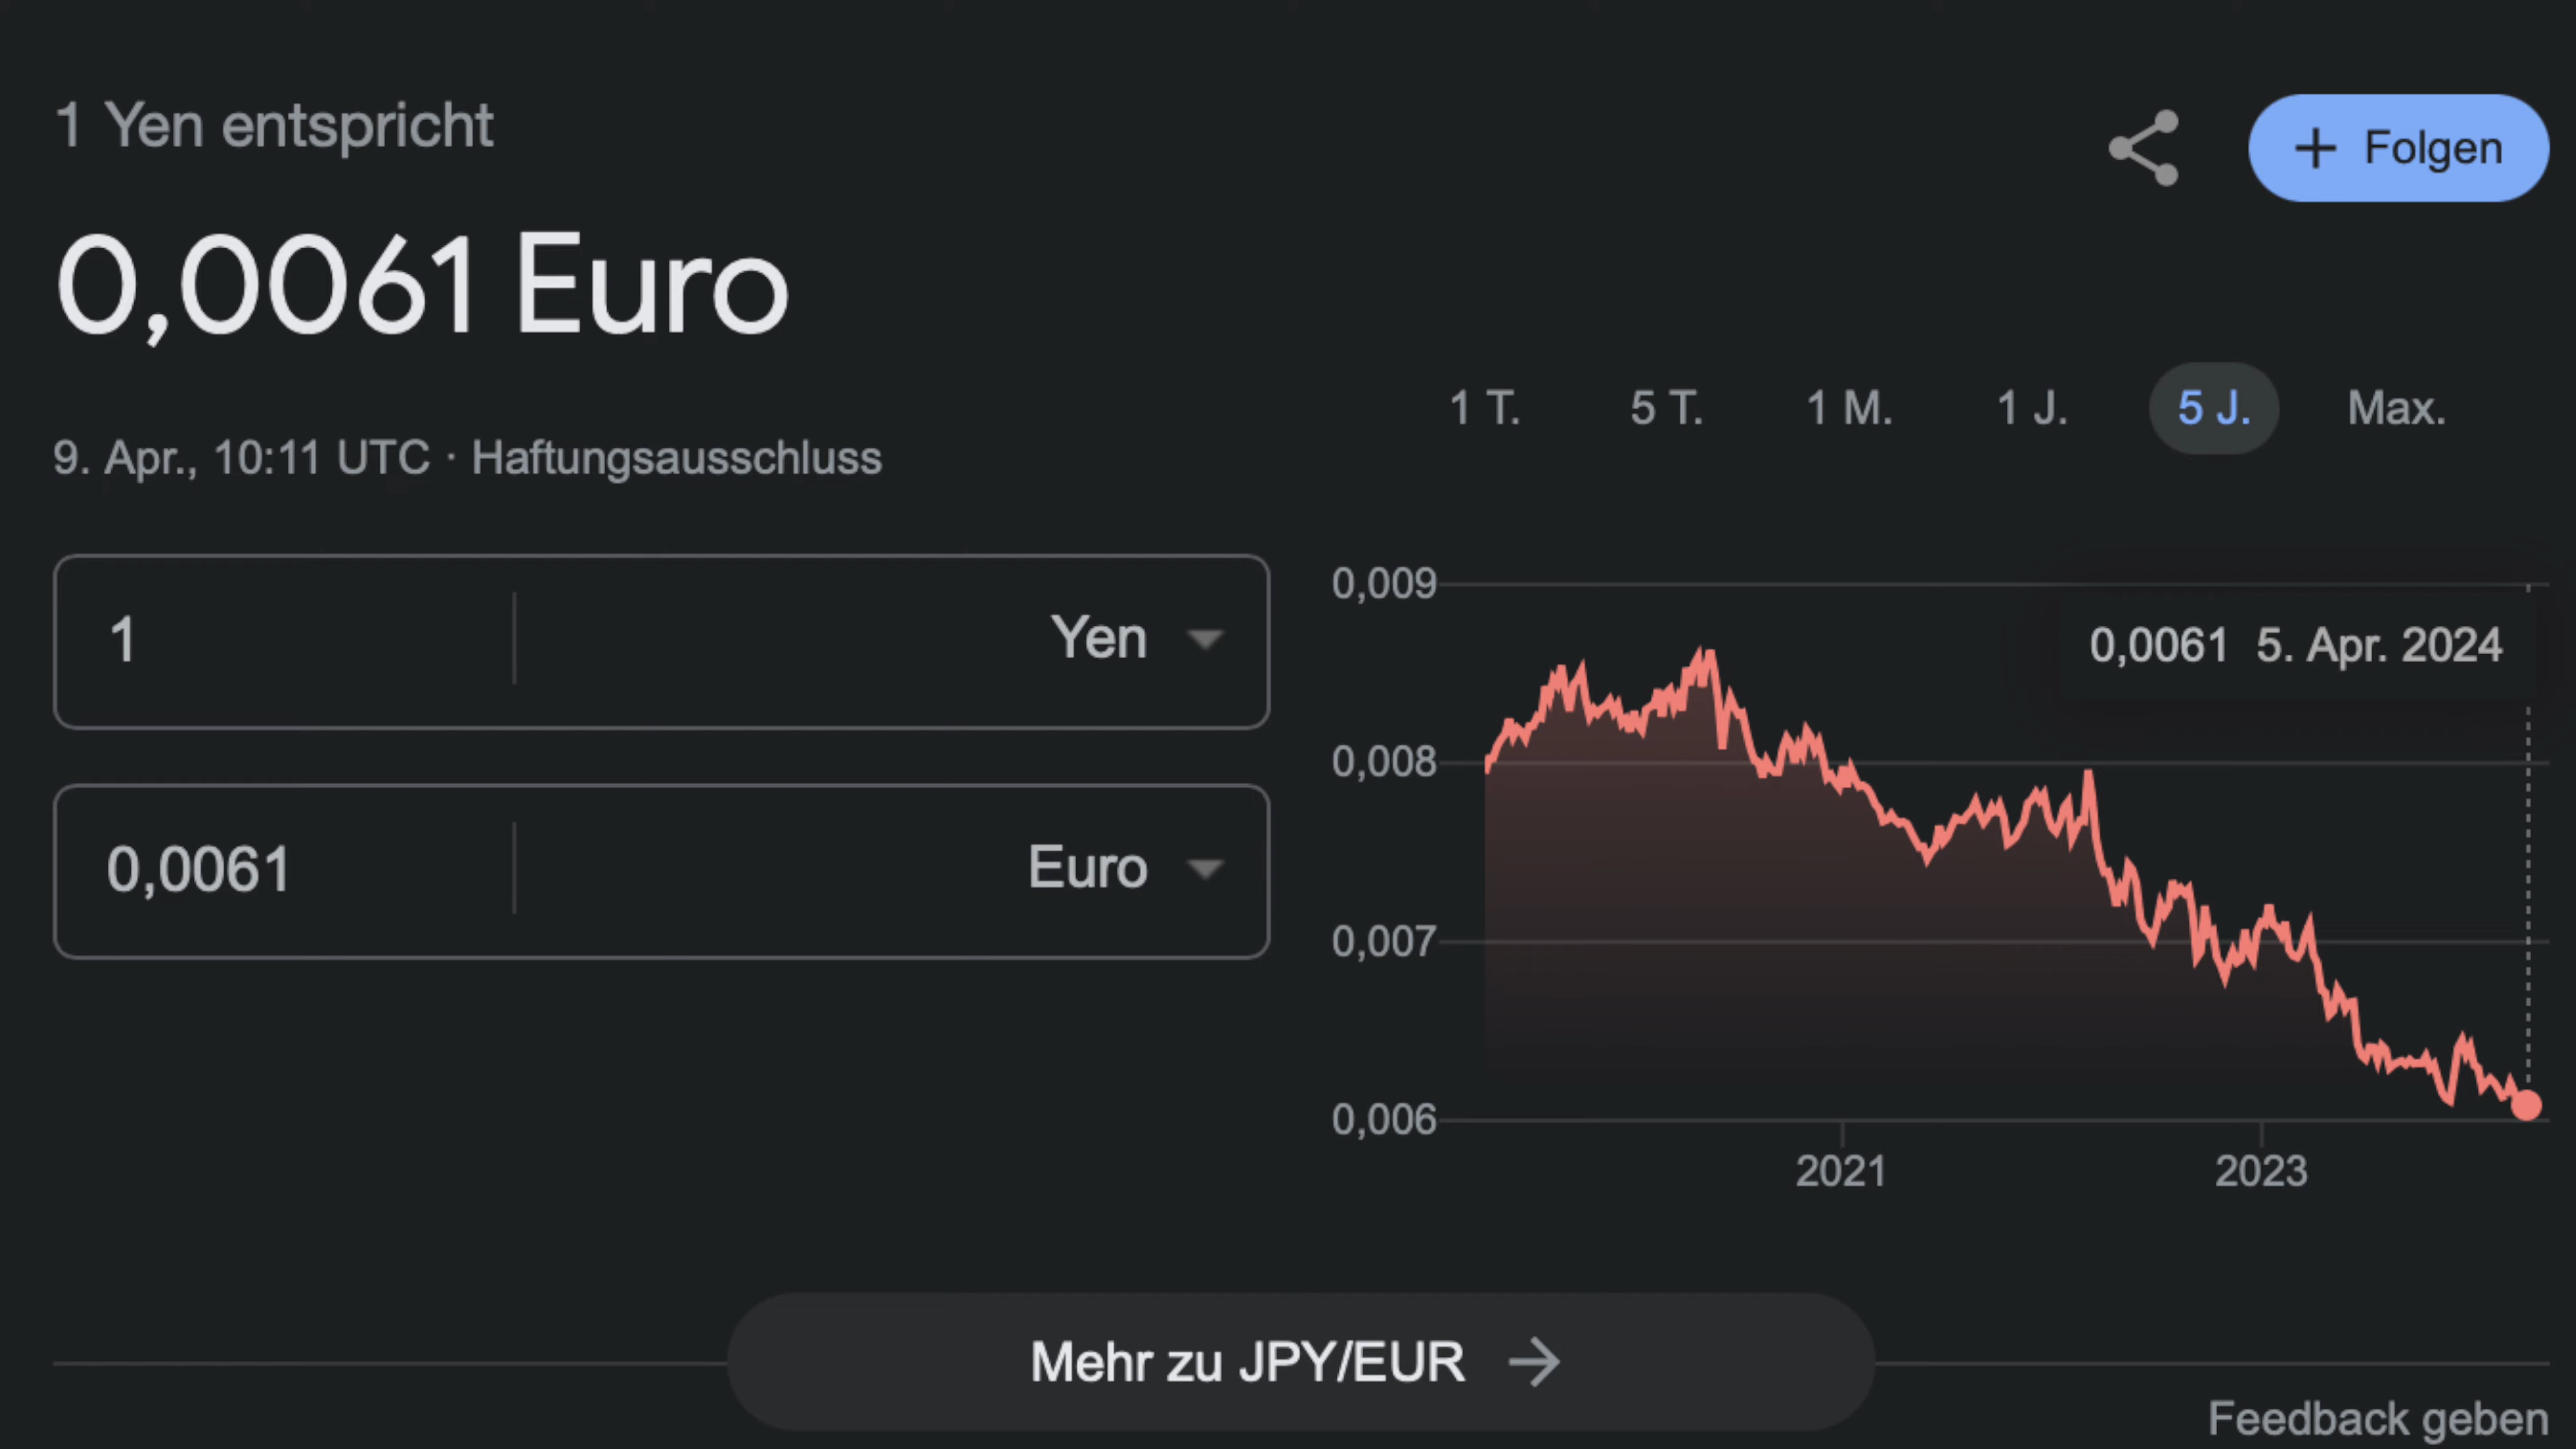 1 Yen entspricht
+ Folgen
0,0061 Euro
9. Apr., 10:11 UTC · Haftungsausschluss
1 T. 5 T. 1 M. 1 J. 5 J. Max.
1 Yen
0,0061 Euro
0,009
0,0061 5. Apr. 2024
0,008
0,007
0,006
2021 2023
Mehr zu JPY/EUR →
Feedback geben